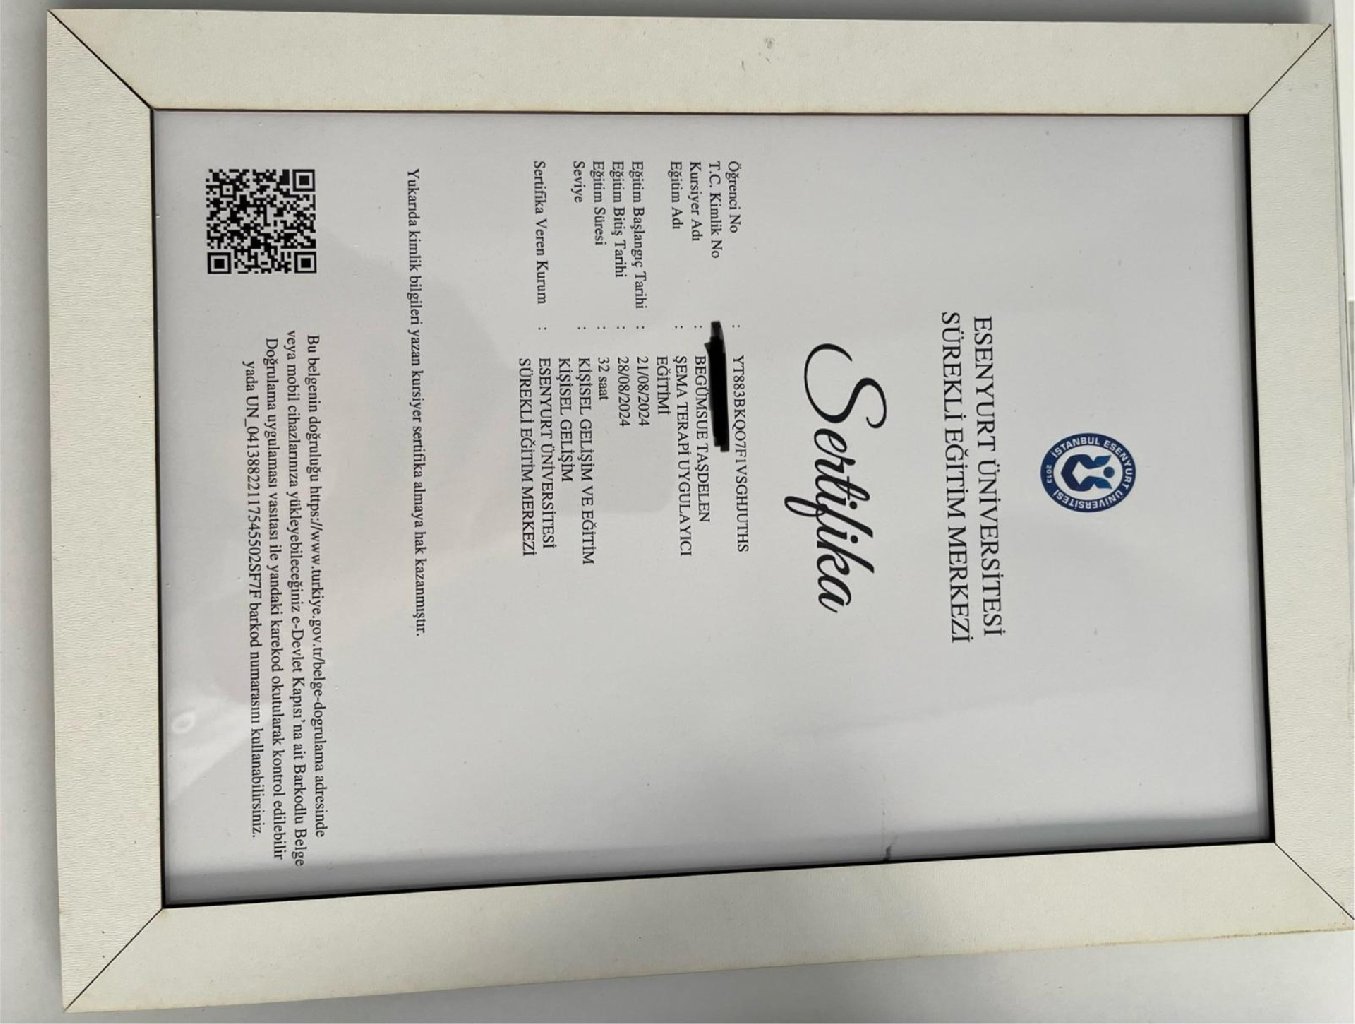 İSTANBUL ESENYURT ÜNİVERSİTESİ
2013
ESENYURT ÜNİVERSİTESİ
SÜREKLİ EĞİTİM MERKEZİ
Sertifika
Öğrenci No : YT883BKQO7F1VSGHJUTHS
T.C. Kimlik No
Kursiyer Adı : BEGÜMSUE TAŞDELEN
Eğitim Adı : ŞEMA TERAPİ UYGULAYICI
EĞİTİMİ
Eğitim Başlangıç Tarihi : 21/08/2024
Eğitim Bitiş Tarihi : 28/08/2024
Eğitim Süresi : 32 saat
Seviye : KİŞİSEL GELİŞİM VE EĞİTİM
KİŞİSEL GELİŞİM
Sertifika Veren Kurum : ESENYURT ÜNİVERSİTESİ
SÜREKLİ EĞİTİM MERKEZİ
Yukarıda kimlik bilgileri yazan kursiyer sertifika almaya hak kazanmıştır.
Bu belgenin doğruluğu https://www.turkiye.gov.tr/belge-dogrulama adresinde
veya mobil cihazlarınıza yükleyebileceğiniz e-Devlet Kapısı'na ait Barkodlu Belge
Doğrulama uygulaması vasıtası ile yandaki karekod okutularak kontrol edilebilir
yada UN_04138822117545502SF7F barkod numarasını kullanabilirsiniz.